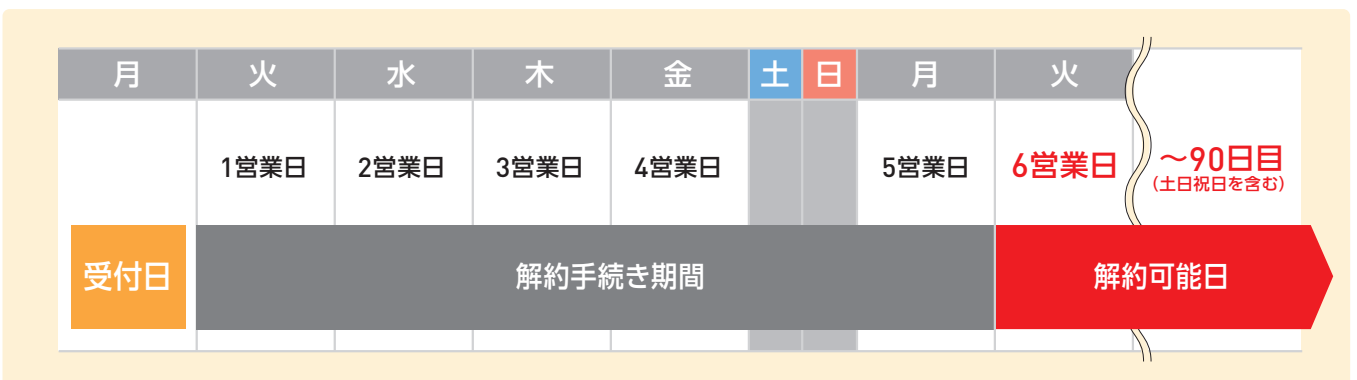 月 火 水 木 金 土 日 月 火
1営業日 2営業日 3営業日 4営業日 5営業日 6営業日 〜90日目
(土日祝日を含む)
受付日 解約手続き期間 解約可能日